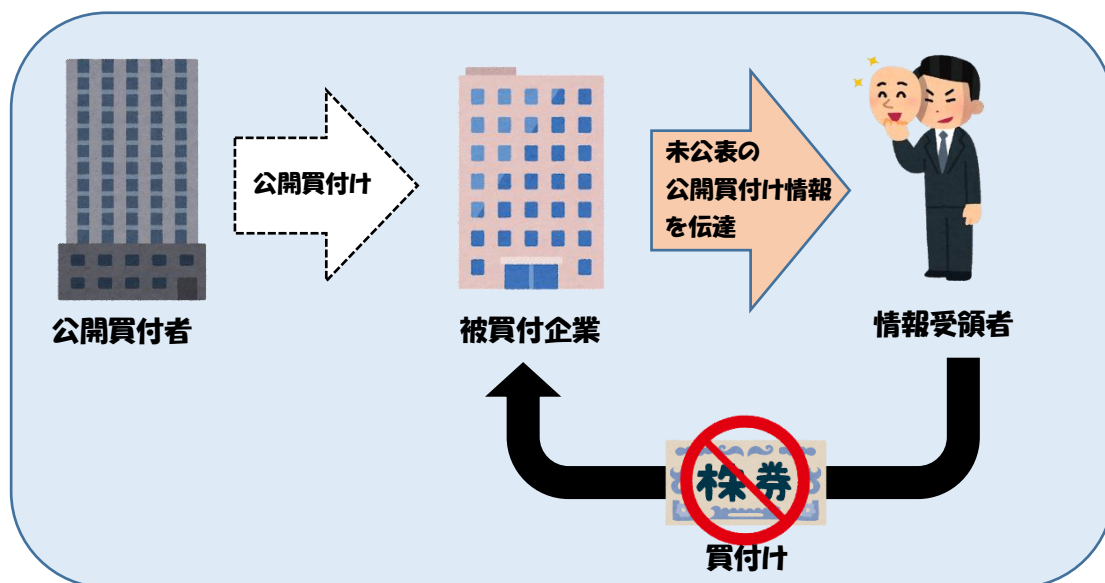 公開買付け
未公表の
公開買付け情報
を伝達
公開買付者
被買付企業
情報受領者
株券
買付け